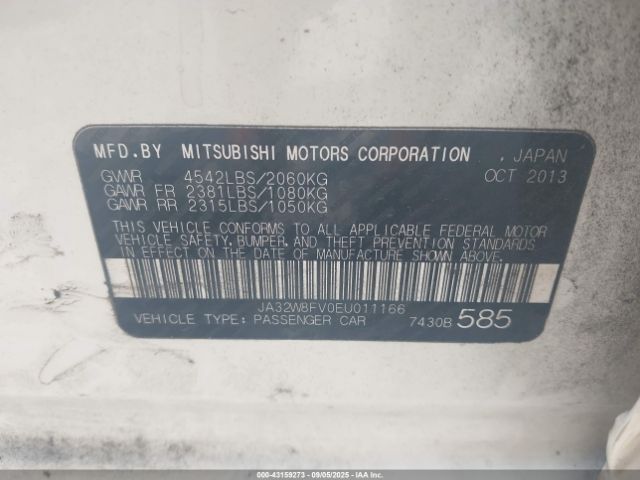 MFD.BY MITSUBISHI MOTORS CORPORATION , JAPAN
GVWR 4542LBS/2060KG OCT 2013
GAWR FR 2381LBS/1080KG
GAWR RR 2315LBS/1050KG
THIS VEHICLE CONFORMS TO ALL APPLICABLE FEDERAL MOTOR
VEHICLE SAFETY, BUMPER, AND THEFT PREVENTION STANDARDS
IN EFFECT ON THE DATE OF MANUFACTURE SHOWN ABOVE.
JA32W8FV0EU011166
VEHICLE TYPE: PASSENGER CAR 7430B 585
000-43159273 - 09/05/2025 - IAAI.COM